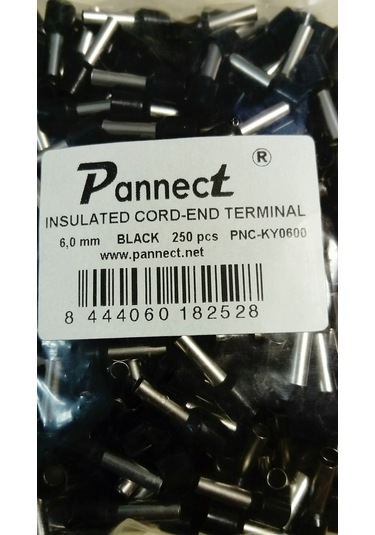 Pannect ®
INSULATED CORD-END TERMINAL
6,0 mm BLACK 250 pcs PNC-KY0600
www.pannect.net
8 444060 182528